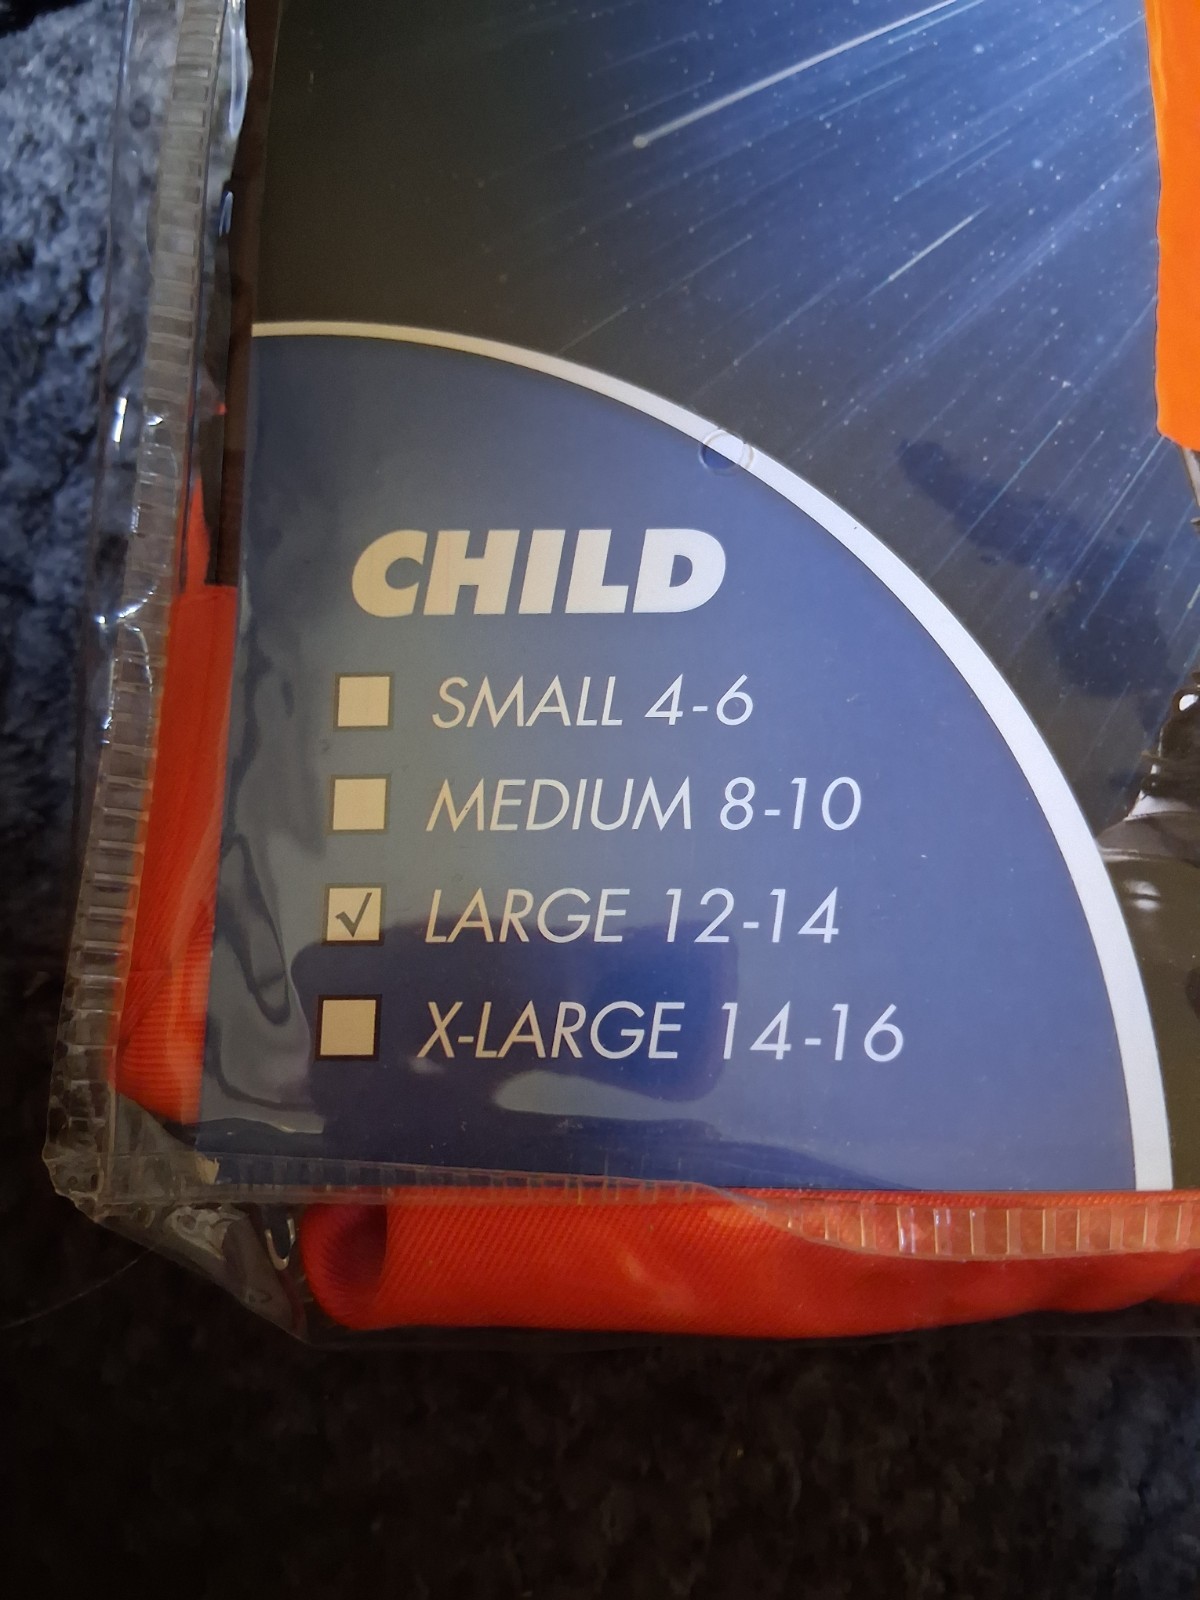 CHILD
SMALL 4-6
MEDIUM 8-10
√ LARGE 12-14
X-LARGE 14-16